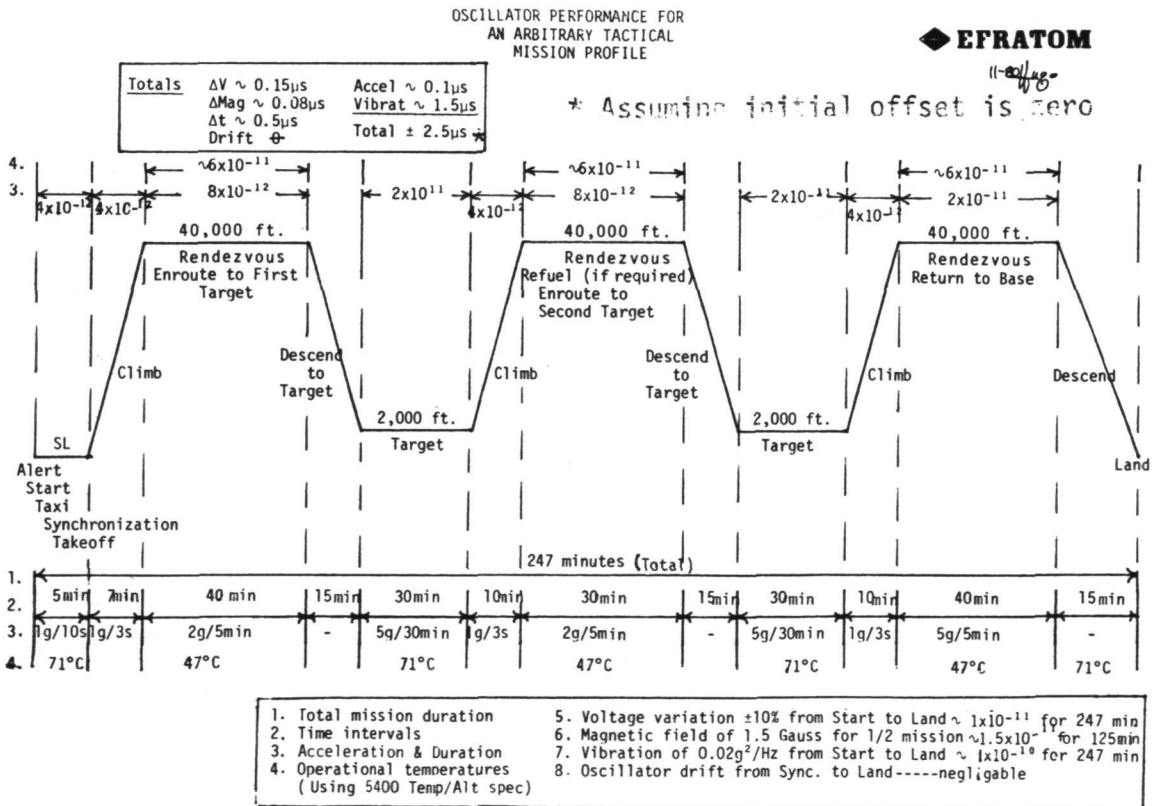 OSCILLATOR PERFORMANCE FOR
AN ARBITRARY TACTICAL
MISSION PROFILE
EFRATOM
Totals ΔV ~ 0.15μs Accel ~ 0.1μs
ΔMag ~ 0.08μs Vibrat ~ 1.5μs
Δt ~ 0.5μs
Drift θ Total ± 2.5μs *
* Assuming initial offset is zero
4. ~6x10⁻¹¹ ~6x10⁻¹¹ ~6x10⁻¹¹
3. 4x10⁻¹² 4x10⁻¹² 8x10⁻¹² 2x10¹¹ 4x10⁻¹² 8x10⁻¹² 2x10⁻¹¹ 4x10⁻¹² 2x10⁻¹¹
40,000 ft. 40,000 ft. 40,000 ft.
Rendezvous
Enroute to First
Target
Rendezvous
Refuel (if required)
Enroute to
Second Target
Rendezvous
Return to Base
Climb
Descend
to
Target
Climb
Descend
to
Target
Climb
Descend
2,000 ft. 2,000 ft.
Target Target
SL
Land
Alert
Start
Taxi
Synchronization
Takeoff
247 minutes (Total)
1.
2. 5min 7min 40 min 15min 30min 10min 30min 15min 30min 10min 40min 15min
3. 1g/10s 1g/3s 2g/5min - 5g/30min 1g/3s 2g/5min - 5g/30min 1g/3s 5g/5min -
4. 71°C 47°C 71°C 47°C 71°C 47°C 71°C
1. Total mission duration
2. Time intervals
3. Acceleration & Duration
4. Operational temperatures
(Using 5400 Temp/Alt spec)
5. Voltage variation ±10% from Start to Land ~ 1x10⁻¹¹ for 247 min
6. Magnetic field of 1.5 Gauss for 1/2 mission ~1.5x10⁻¹¹ for 125min
7. Vibration of 0.02g²/Hz from Start to Land ~ 1x10⁻¹⁰ for 247 min
8. Oscillator drift from Sync. to Land-----negligable